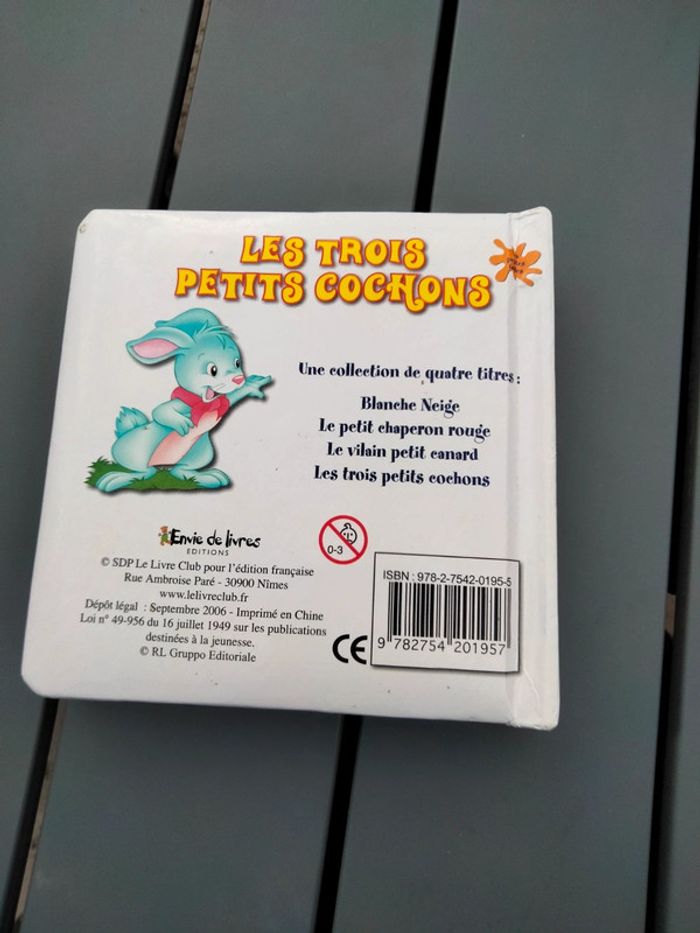 LES TROIS
PETITS COCHONS
Une collection de quatre titres :
Blanche Neige
Le petit chaperon rouge
Le vilain petit canard
Les trois petits cochons
Envie de livres
EDITIONS
© SDP Le Livre Club pour l'édition française
Rue Ambroise Paré - 30900 Nîmes
www.lelivreclub.fr
Dépôt légal : Septembre 2006 - Imprimé en Chine
Loi n° 49-956 du 16 juillet 1949 sur les publications
destinées à la jeunesse.
© RL Gruppo Editoriale
0-3
CE
ISBN : 978-2-7542-0195-5
9 782754 201957